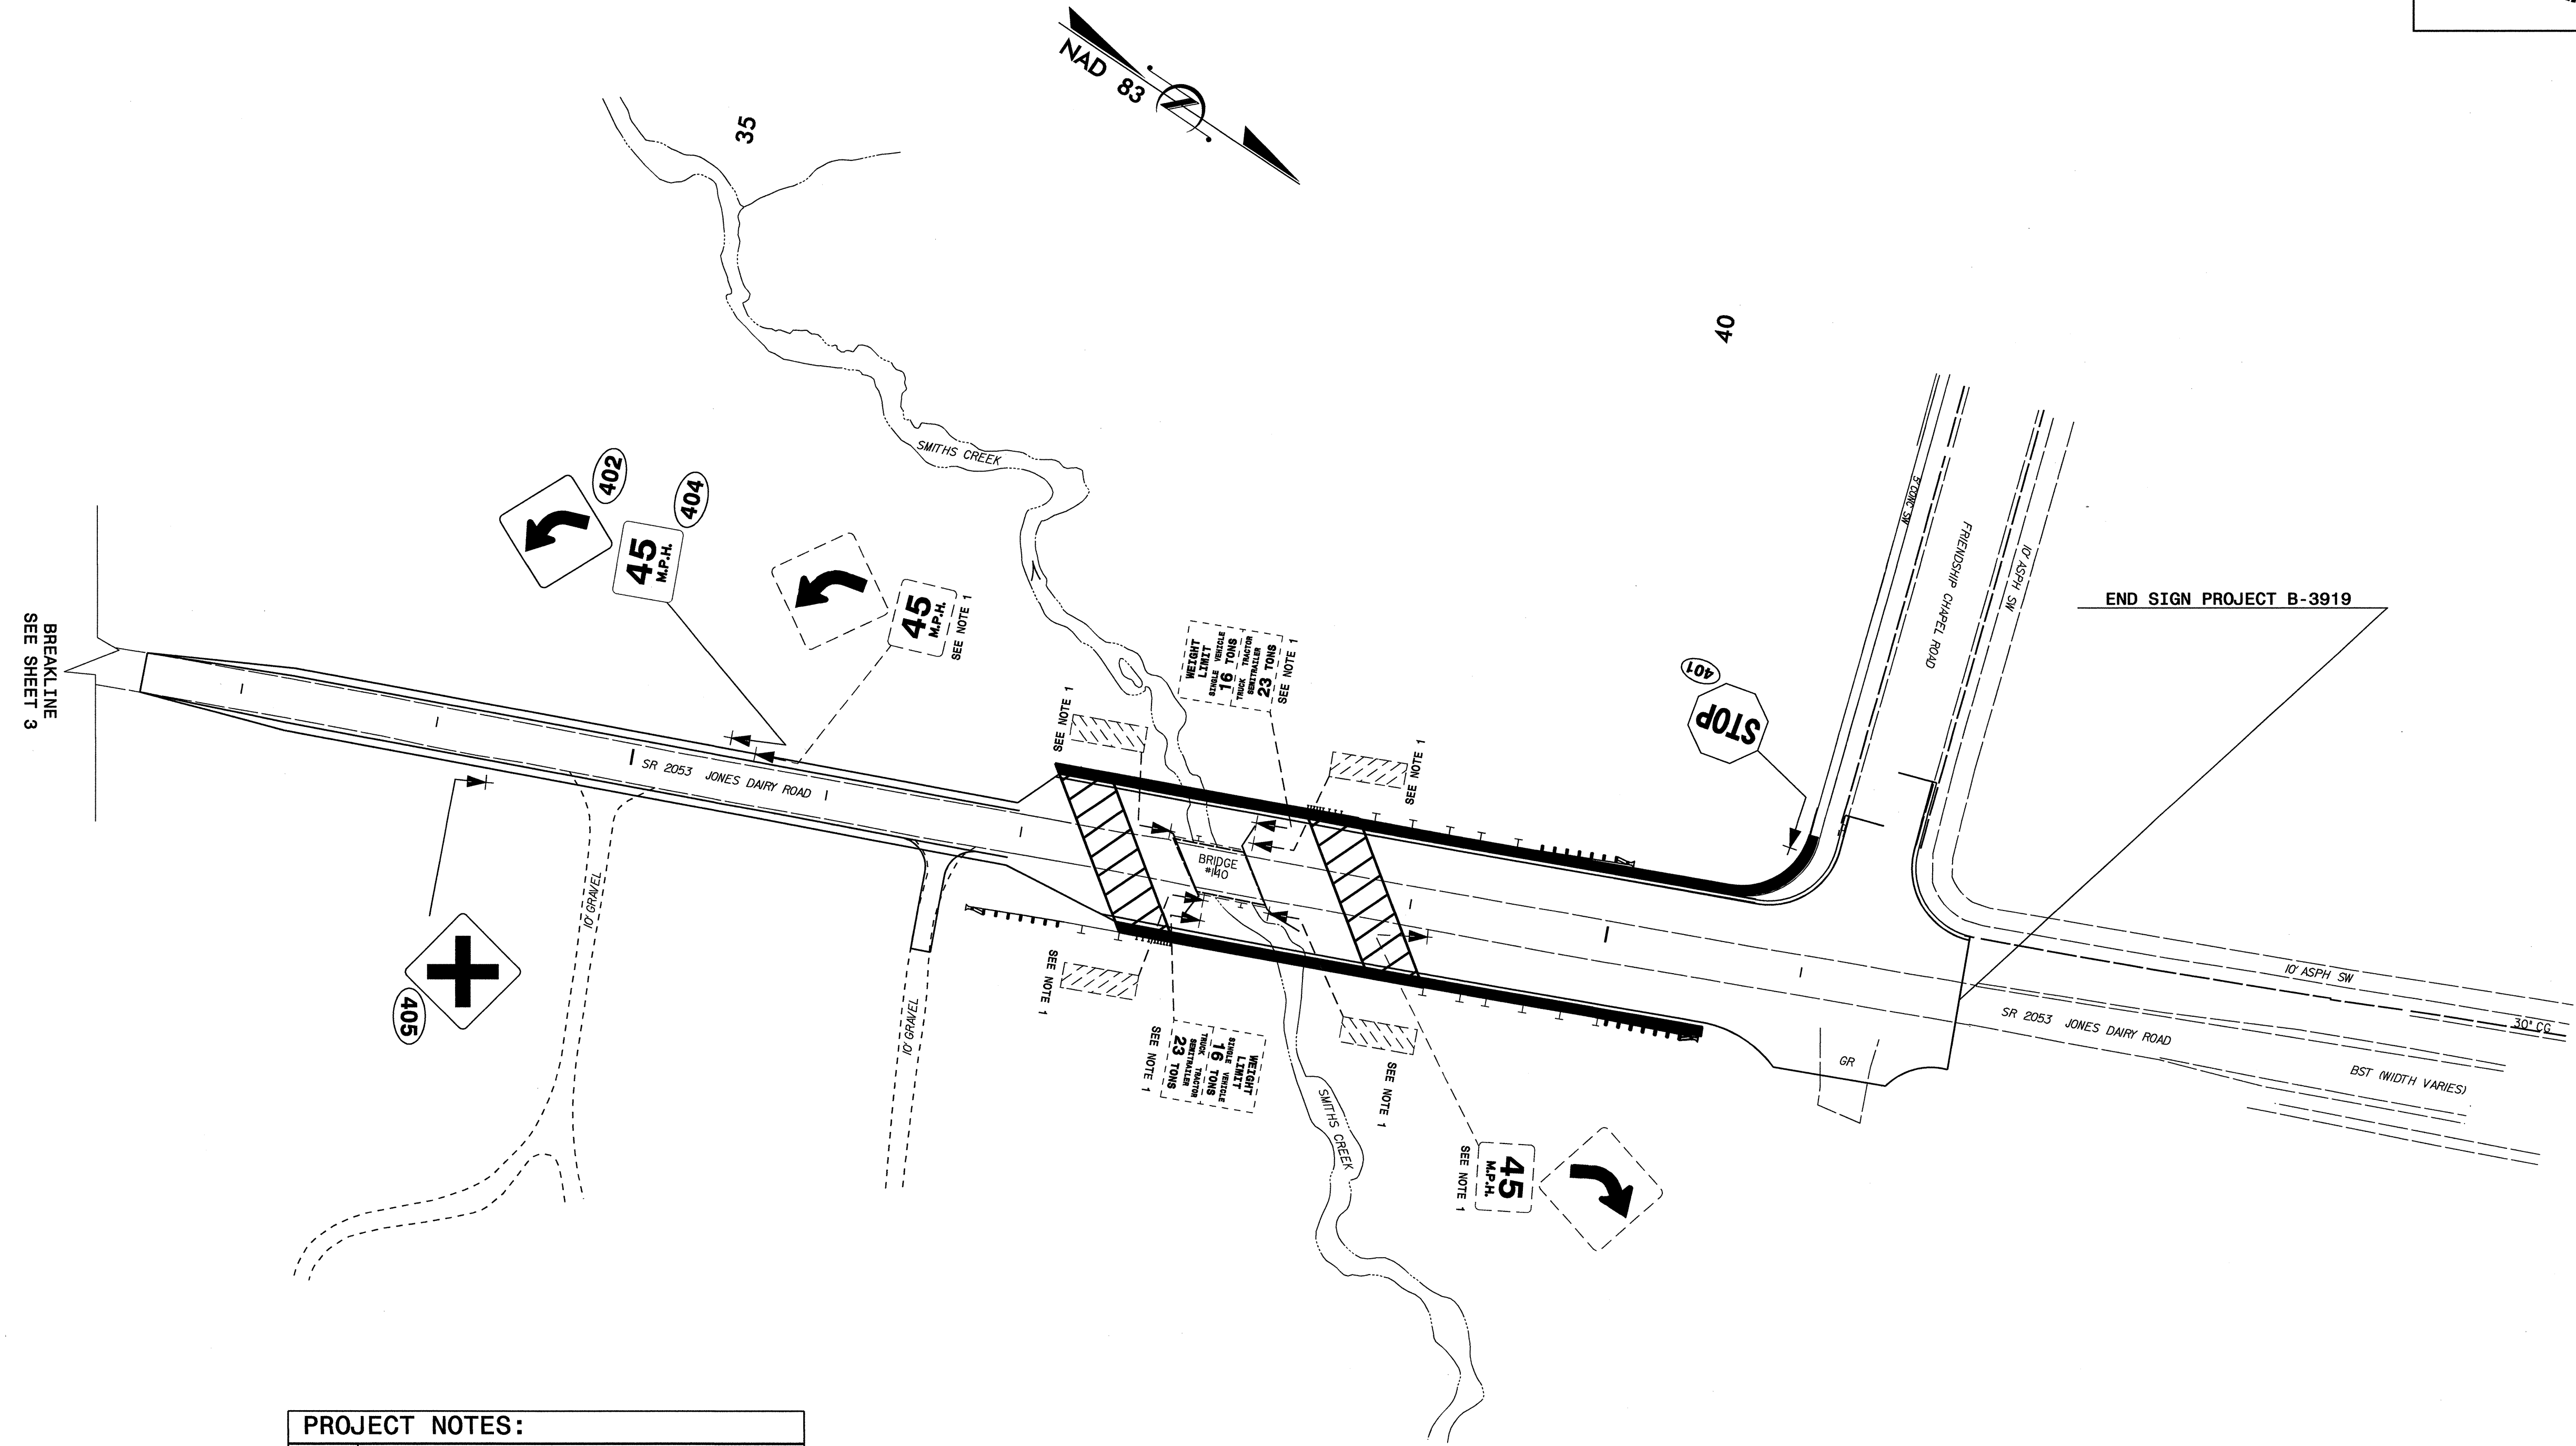 NAD 83
35
40
SMITHS CREEK
402
404
45
M.P.H.
45
M.P.H.
SEE NOTE 1
WEIGHT
LIMIT
SINGLE VEHICLE
16 TONS
TRUCK TRACTOR
SEMITRAILER
23 TONS
SEE NOTE 1
SEE NOTE 1
SEE NOTE 1
401
STOP
5' CONC SW
FRIENDSHIP CHAPEL ROAD
10' ASPH SW
END SIGN PROJECT B-3919
BREAKLINE
SEE SHEET 3
SR 2053 JONES DAIRY ROAD
BRIDGE
#140
10' GRAVEL
10' GRAVEL
405
SEE NOTE 1
SEE NOTE 1
WEIGHT
LIMIT
SINGLE VEHICLE
16 TONS
TRUCK TRACTOR
SEMITRAILER
23 TONS
SEE NOTE 1
SMITHS CREEK
45
M.P.H.
SEE NOTE 1
10' ASPH SW
30" CG
SR 2053 JONES DAIRY ROAD
GR
BST (WIDTH VARIES)
PROJECT NOTES: